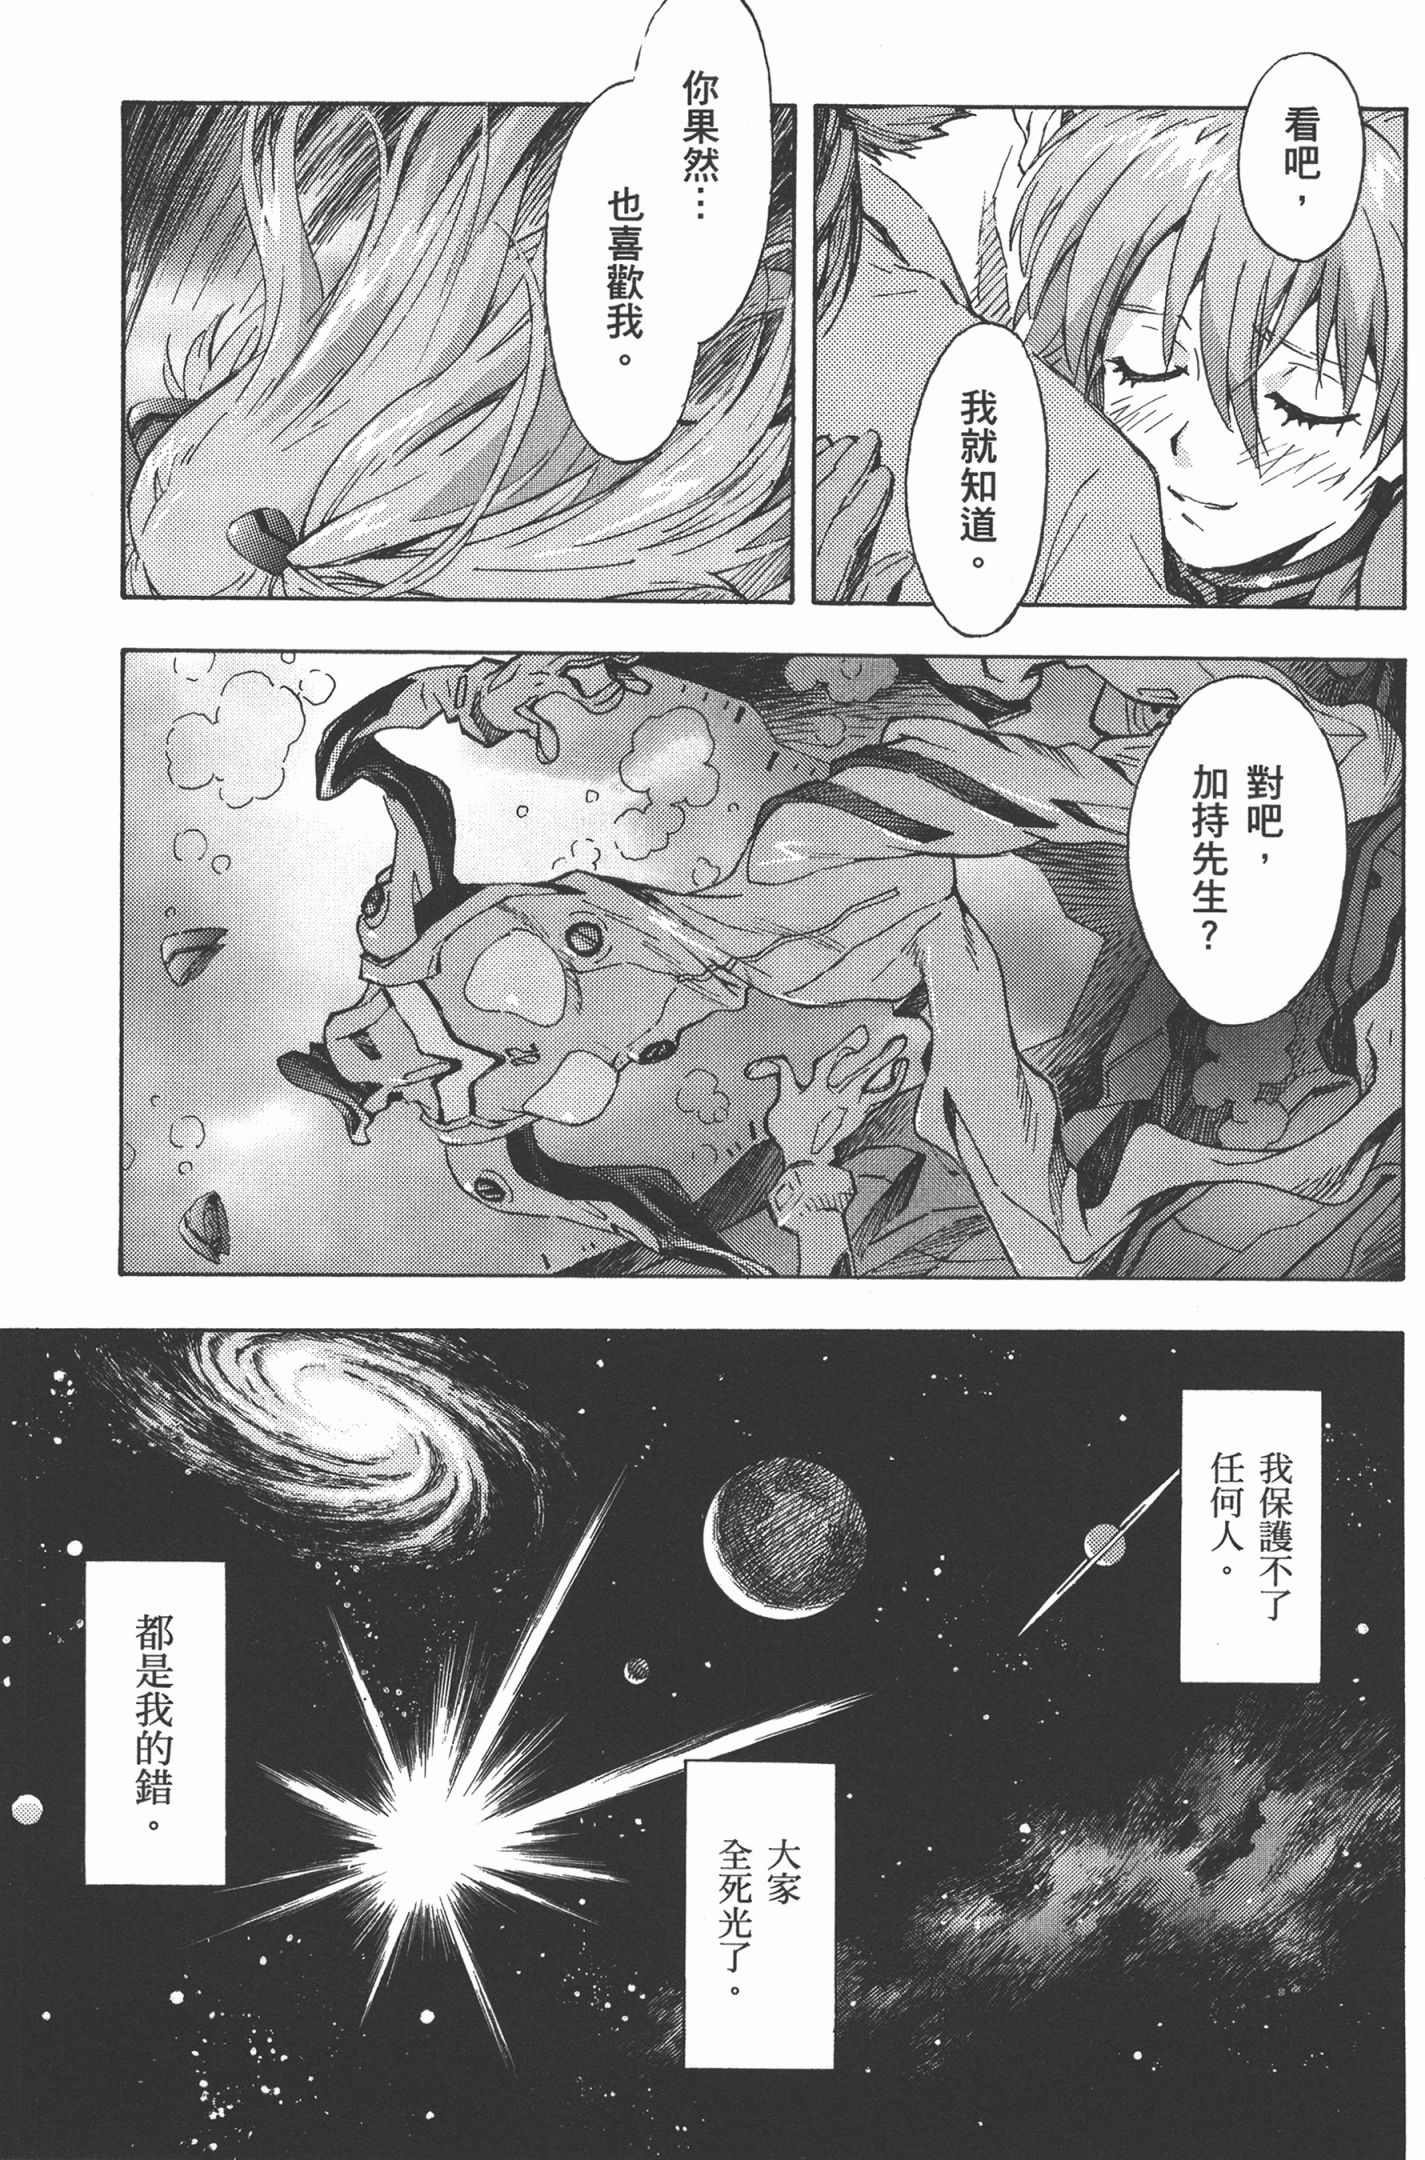 看吧，
我就知道。
你果然…
也喜歡我。
對吧，
加持先生？
我保護不了
任何人。
大家
全死光了。
都是我的錯。